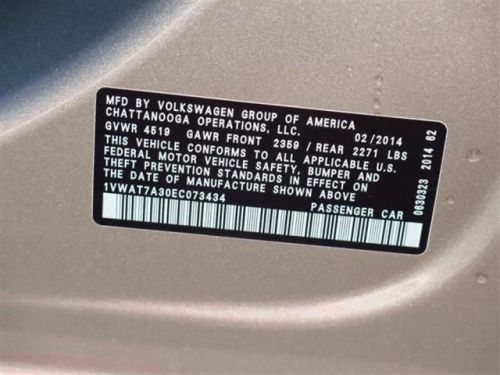 MFD BY VOLKSWAGEN GROUP OF AMERICA
CHATTANOOGA OPERATIONS, LLC. 02/2014
GVWR 4519 GAWR FRONT 2359 / REAR 2271 LBS
THIS VEHICLE CONFORMS TO ALL APPLICABLE U.S.
FEDERAL MOTOR VEHICLE SAFETY, BUMPER AND
THEFT PREVENTION STANDARDS IN EFFECT ON
THE DATE OF MANUFACTURE SHOWN ABOVE
1VWAT7A30EC073434 PASSENGER CAR
0630323 2014 62